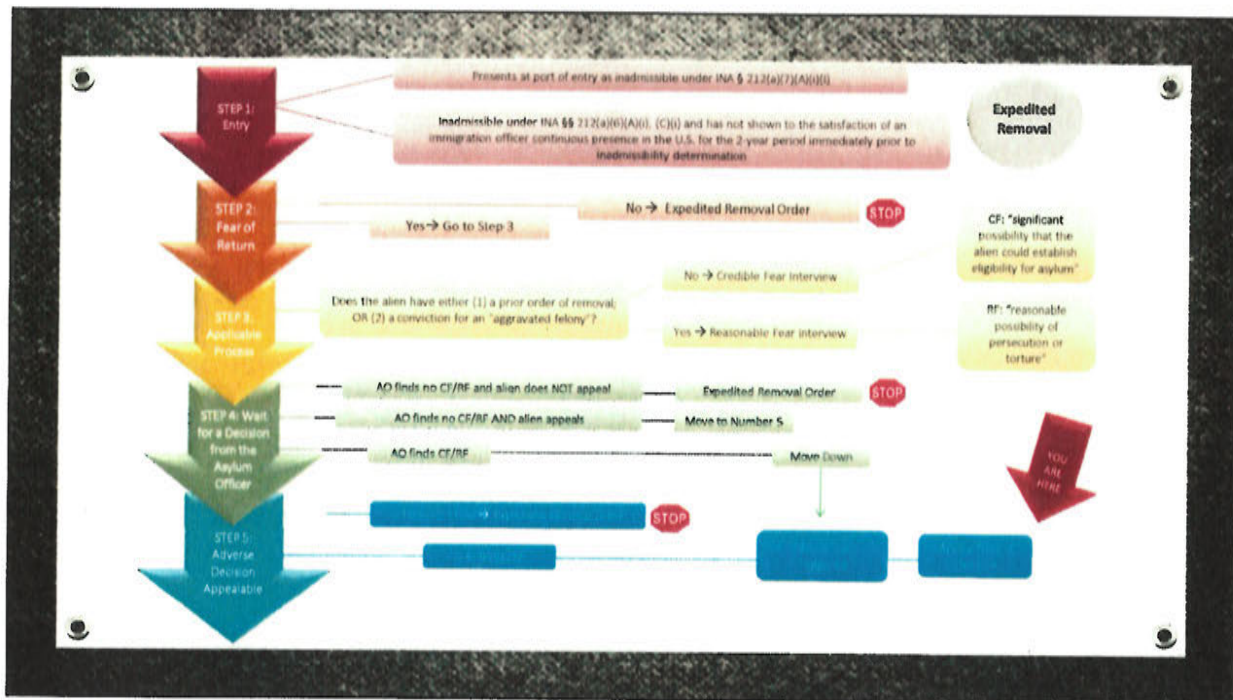 STEP 1:
Entry
Presents at port of entry as inadmissible under INA § 212(a)(7)(A)(i)(I)
Inadmissible under INA §§ 212(a)(6)(A)(i), (C)(i) and has not shown to the satisfaction of an
immigration officer continuous presence in the U.S. for the 2-year period immediately prior to
inadmissibility determination
Expedited
Removal
STEP 2:
Fear of
Return
No → Expedited Removal Order
STOP
Yes → Go to Step 3
CF: "significant
possibility that the
alien could establish
eligibility for asylum"
STEP 3:
Applicable
Process
Does the alien have either (1) a prior order of removal;
OR (2) a conviction for an "aggravated felony"?
No → Credible Fear Interview
Yes → Reasonable Fear Interview
RF: "reasonable
possibility of
persecution or
torture"
STEP 4: Wait
for a Decision
from the
Asylum
Officer
AO finds no CF/RF and alien does NOT appeal
Expedited Removal Order
STOP
AO finds no CF/RF AND alien appeals
Move to Number 5
AO finds CF/RF
Move Down
YOU
ARE
HERE
STEP 5:
Adverse
Decision
Appealable
→
STOP